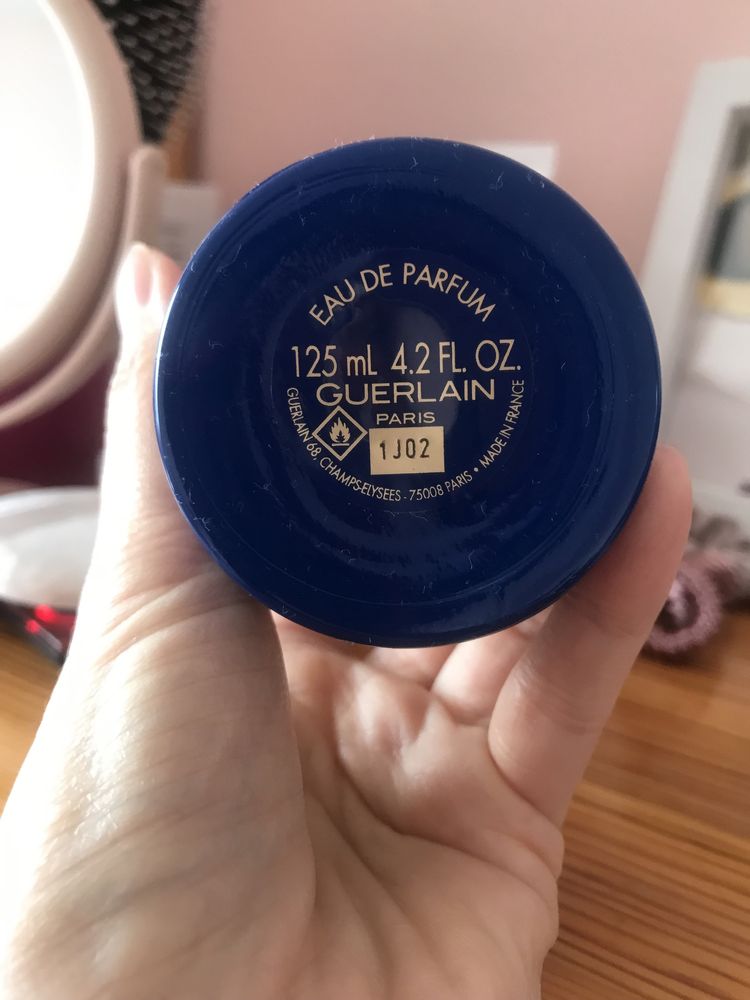 EAU DE PARFUM
125 mL 4.2 FL. OZ.
GUERLAIN
PARIS
1J02
GUERLAIN 68, CHAMPS-ELYSEES - 75008 PARIS • MADE IN FRANCE